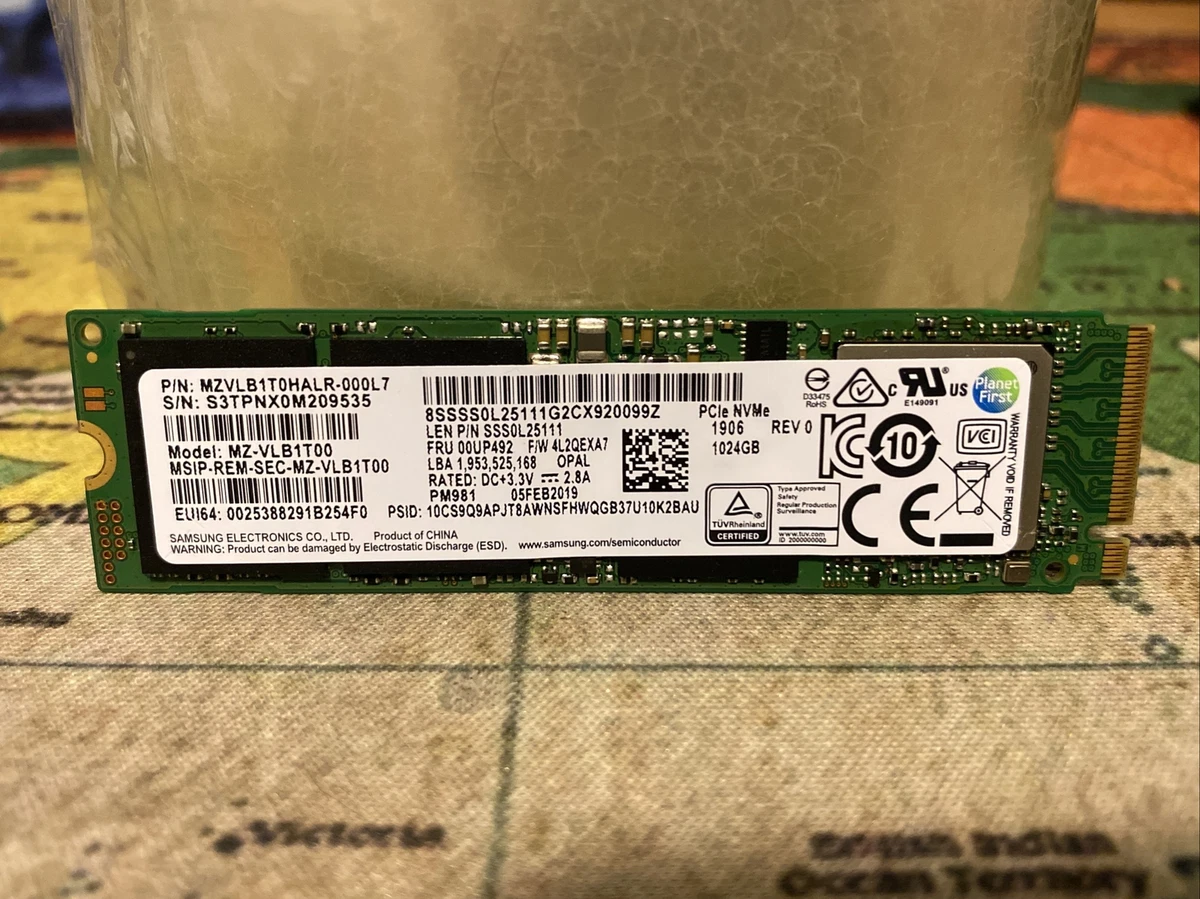 P/N: MZVLB1T0HALR-000L7
S/N: S3TPNX0M209535
Model: MZ-VLB1T00
MSIP-REM-SEC-MZ-VLB1T00
EUI64: 0025388291B254F0
8SSSS0L25111G2CX920099Z
LEN P/N SSS0L25111
FRU 00UP492 F/W 4L2QEXA7
LBA 1,953,525,168 OPAL
RATED: DC+3.3V ⎓ 2.8A
PM981 05FEB2019
PSID: 10CS9Q9APJT8AWNSFHWQGB37U10K2BAU
PCIe NVMe
1906 REV 0
1024GB
SAMSUNG ELECTRONICS CO., LTD. Product of CHINA
WARNING: Product can be damaged by Electrostatic Discharge (ESD). www.samsung.com/semiconductor
D33475
RoHS
C RU® US
E149091
Planet
First
KC
10
VCI
CE
TÜVRheinland
CERTIFIED
Type Approved
Safety
Regular Production
Surveillance
www.tuv.com
ID 2000000000
WARRANTY VOID IF REMOVED
Victoria
British Indian
Ocean Territory